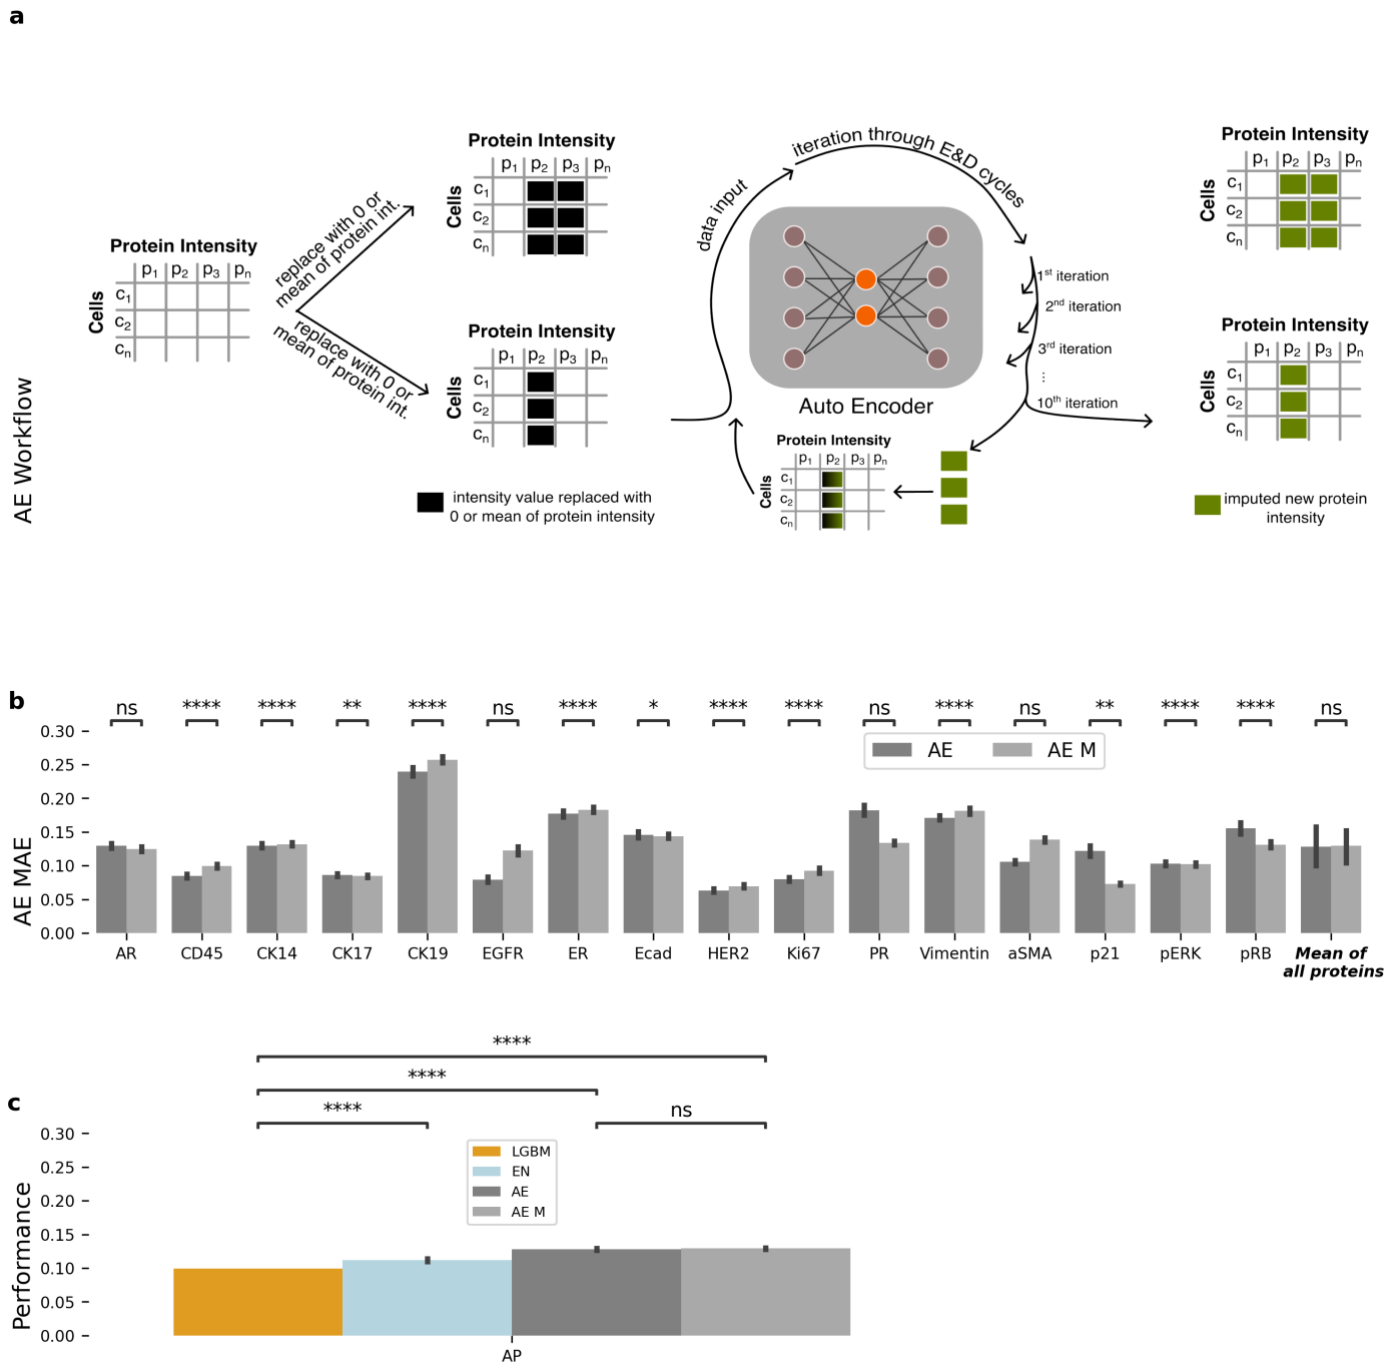 a
AE Workflow
Protein Intensity
p1 p2 p3 pn
Cells
c1
c2
cn
replace with 0 or
mean of protein int.
replace with 0 or
mean of protein int.
Protein Intensity
p1 p2 p3 pn
Cells
c1
c2
cn
Protein Intensity
p1 p2 p3 pn
Cells
c1
c2
cn
intensity value replaced with
0 or mean of protein intensity
data input
iteration through E&D cycles
Auto Encoder
1st iteration
2nd iteration
3rd iteration
⋮
10th iteration
Protein Intensity
p1 p2 p3 pn
Cells
c1
c2
cn
Protein Intensity
p1 p2 p3 pn
Cells
c1
c2
cn
Protein Intensity
p1 p2 p3 pn
Cells
c1
c2
cn
imputed new protein
intensity
b
ns **** **** ** **** ns **** * **** **** ns **** ns ** **** **** ns
AE MAE
0.30
0.25
0.20
0.15
0.10
0.05
0.00
AE AE M
AR CD45 CK14 CK17 CK19 EGFR ER Ecad HER2 Ki67 PR Vimentin aSMA p21 pERK pRB Mean of
all proteins
c
****
****
**** ns
Performance
0.30
0.25
0.20
0.15
0.10
0.05
0.00
LGBM
EN
AE
AE M
AP